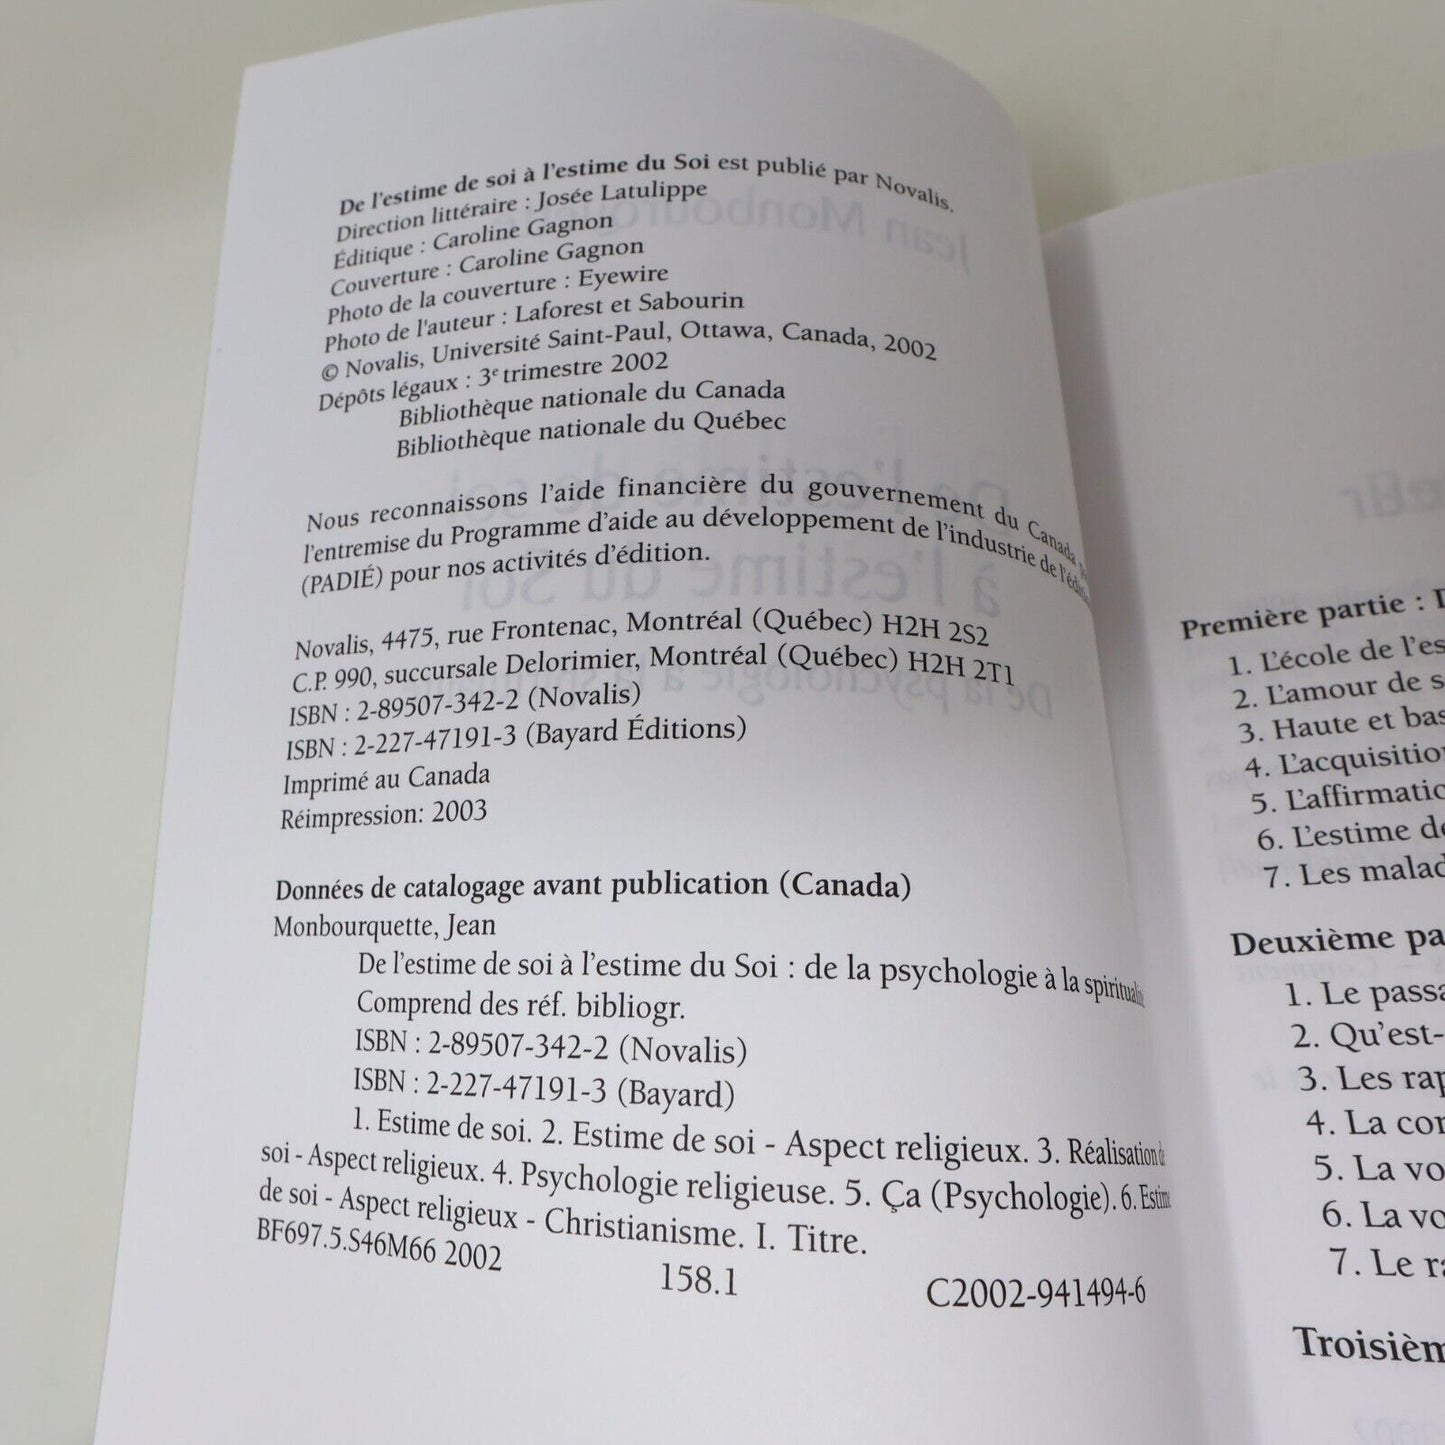 De l'estime de soi à l'estime du Soi est publié par Novalis.
Direction littéraire : Josée Latulippe
Éditique : Caroline Gagnon
Couverture : Caroline Gagnon
Photo de la couverture : Eyewire
Photo de l'auteur : Laforest et Sabourin
© Novalis, Université Saint-Paul, Ottawa, Canada, 2002
Dépôts légaux : 3e trimestre 2002
Bibliothèque nationale du Canada
Bibliothèque nationale du Québec
Nous reconnaissons l'aide financière du gouvernement du Canada
l'entremise du Programme d'aide au développement de l'industrie de
(PADIÉ) pour nos activités d'édition.
Novalis, 4475, rue Frontenac, Montréal (Québec) H2H 2S2
C.P. 990, succursale Delorimier, Montréal (Québec) H2H 2T1
ISBN : 2-89507-342-2 (Novalis)
ISBN : 2-227-47191-3 (Bayard Éditions)
Imprimé au Canada
Réimpression: 2003
Données de catalogage avant publication (Canada)
Monbourquette, Jean
De l'estime de soi à l'estime du Soi : de la psychologie à la
Comprend des réf. bibliogr.
ISBN : 2-89507-342-2 (Novalis)
ISBN : 2-227-47191-3 (Bayard)
1. Estime de soi. 2. Estime de soi - Aspect religieux. 3. Réalisation de
soi - Aspect religieux. 4. Psychologie religieuse. 5. Ça (Psychologie). 6. Estime
de soi - Aspect religieux - Christianisme. I. Titre.
BF697.5.S46M66 2002
158.1
C2002-941494-6
Première partie :
1. L'école de l'es
2. L'amour de s
3. Haute et bas
4. L'acquisition
5. L'affirmatio
6. L'estime de
7. Les malad
Deuxième pa
1. Le passa
2. Qu'est-
3. Les rap
4. La cor
5. La vo
6. La vo
7. Le ra
Troisièm